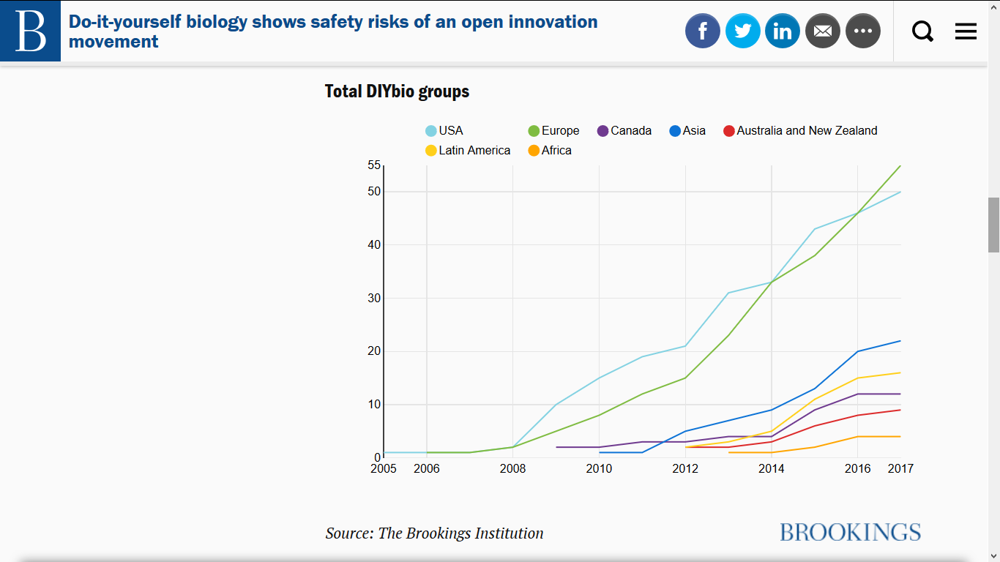 B
Do-it-yourself biology shows safety risks of an open innovation
movement
f
in
Total DIYbio groups
USA Europe Canada Asia Australia and New Zealand
Latin America Africa
55
50
40
30
20
10
0
2005 2006 2008 2010 2012 2014 2016 2017
Source: The Brookings Institution
BROOKINGS